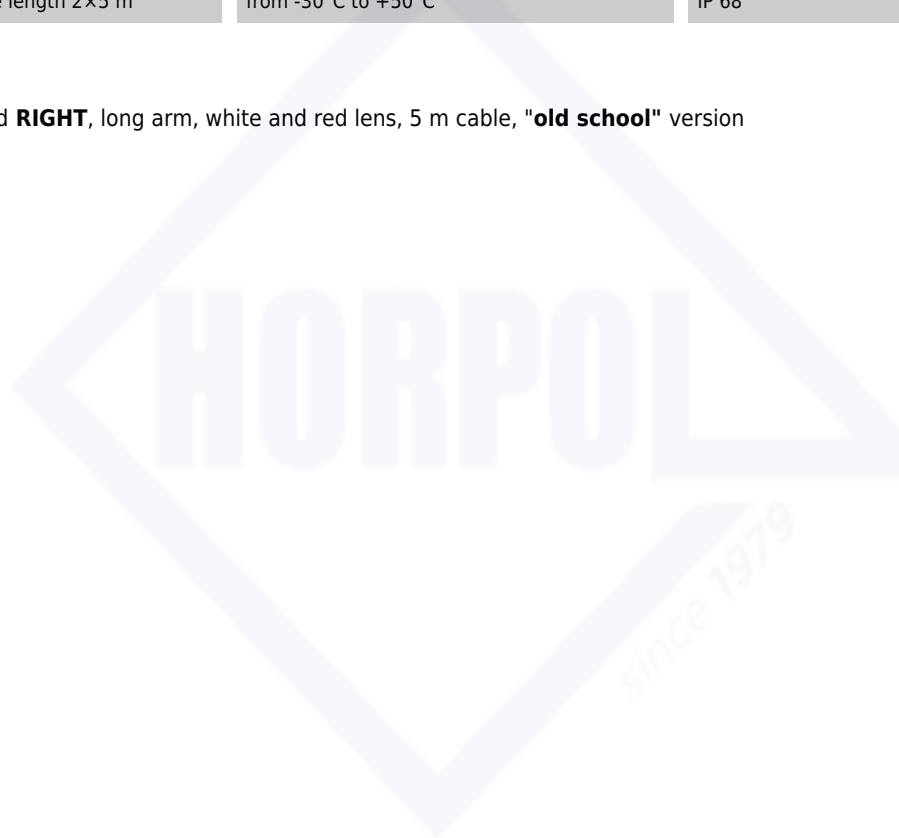 length 2×5 m from -30°C to +50°C IP 68
RIGHT, long arm, white and red lens, 5 m cable, "old school" version
HORPOL
since 1979